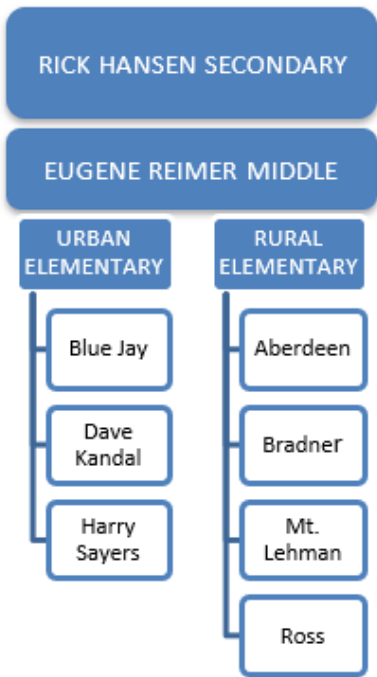 RICK HANSEN SECONDARY
EUGENE REIMER MIDDLE
URBAN
ELEMENTARY
Blue Jay
Dave
Kandal
Harry
Sayers
RURAL
ELEMENTARY
Aberdeen
Bradner
Mt.
Lehman
Ross